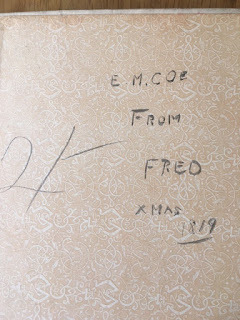 E M. COE
FROM
FRED
XMAS
1919
2/-